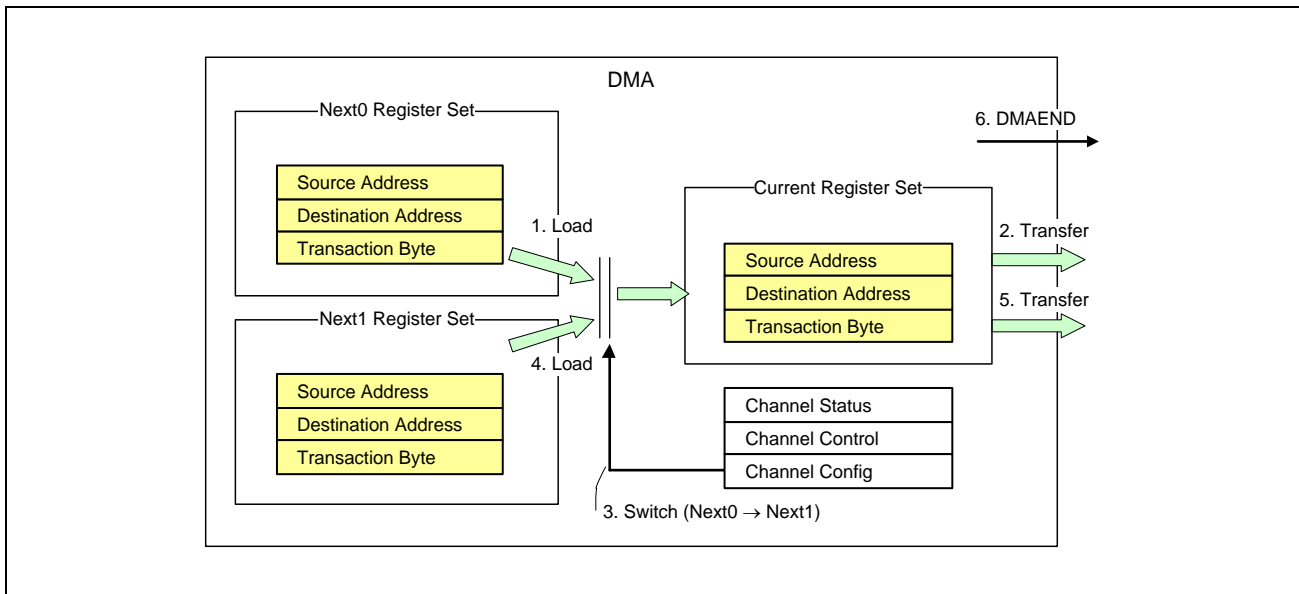 DMA
Next0 Register Set
Source Address
Destination Address
Transaction Byte
1. Load
Next1 Register Set
4. Load
Source Address
Destination Address
Transaction Byte
3. Switch (Next0 → Next1)
Current Register Set
Source Address
Destination Address
Transaction Byte
Channel Status
Channel Control
Channel Config
6. DMAEND
2. Transfer
5. Transfer